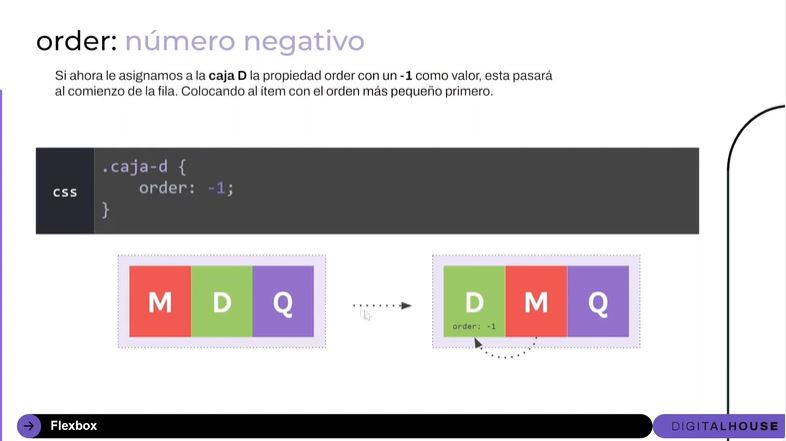 order: número negativo
Si ahora le asignamos a la caja D la propiedad order con un -1 como valor, esta pasará
al comienzo de la fila. Colocando al ítem con el orden más pequeño primero.
css
.caja-d {
order: -1;
}
M D Q
D M Q
order: -1
Flexbox
DIGITALHOUSE